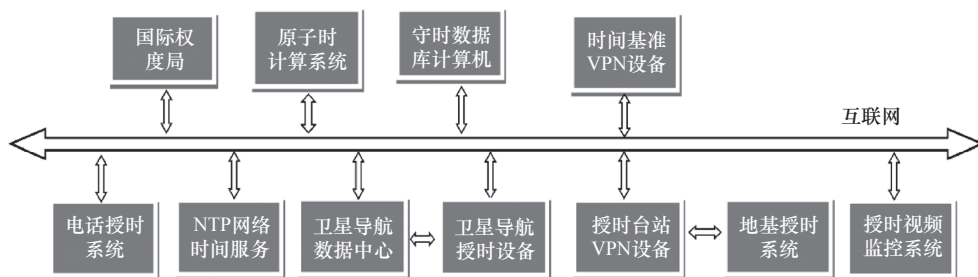 国际权
度局
原子时
计算系统
守时数据
库计算机
时间基准
VPN设备
互联网
电话授时
系统
NTP网络
时间服务
卫星导航
数据中心
卫星导航
授时设备
授时台站
VPN设备
地基授时
系统
授时视频
监控系统